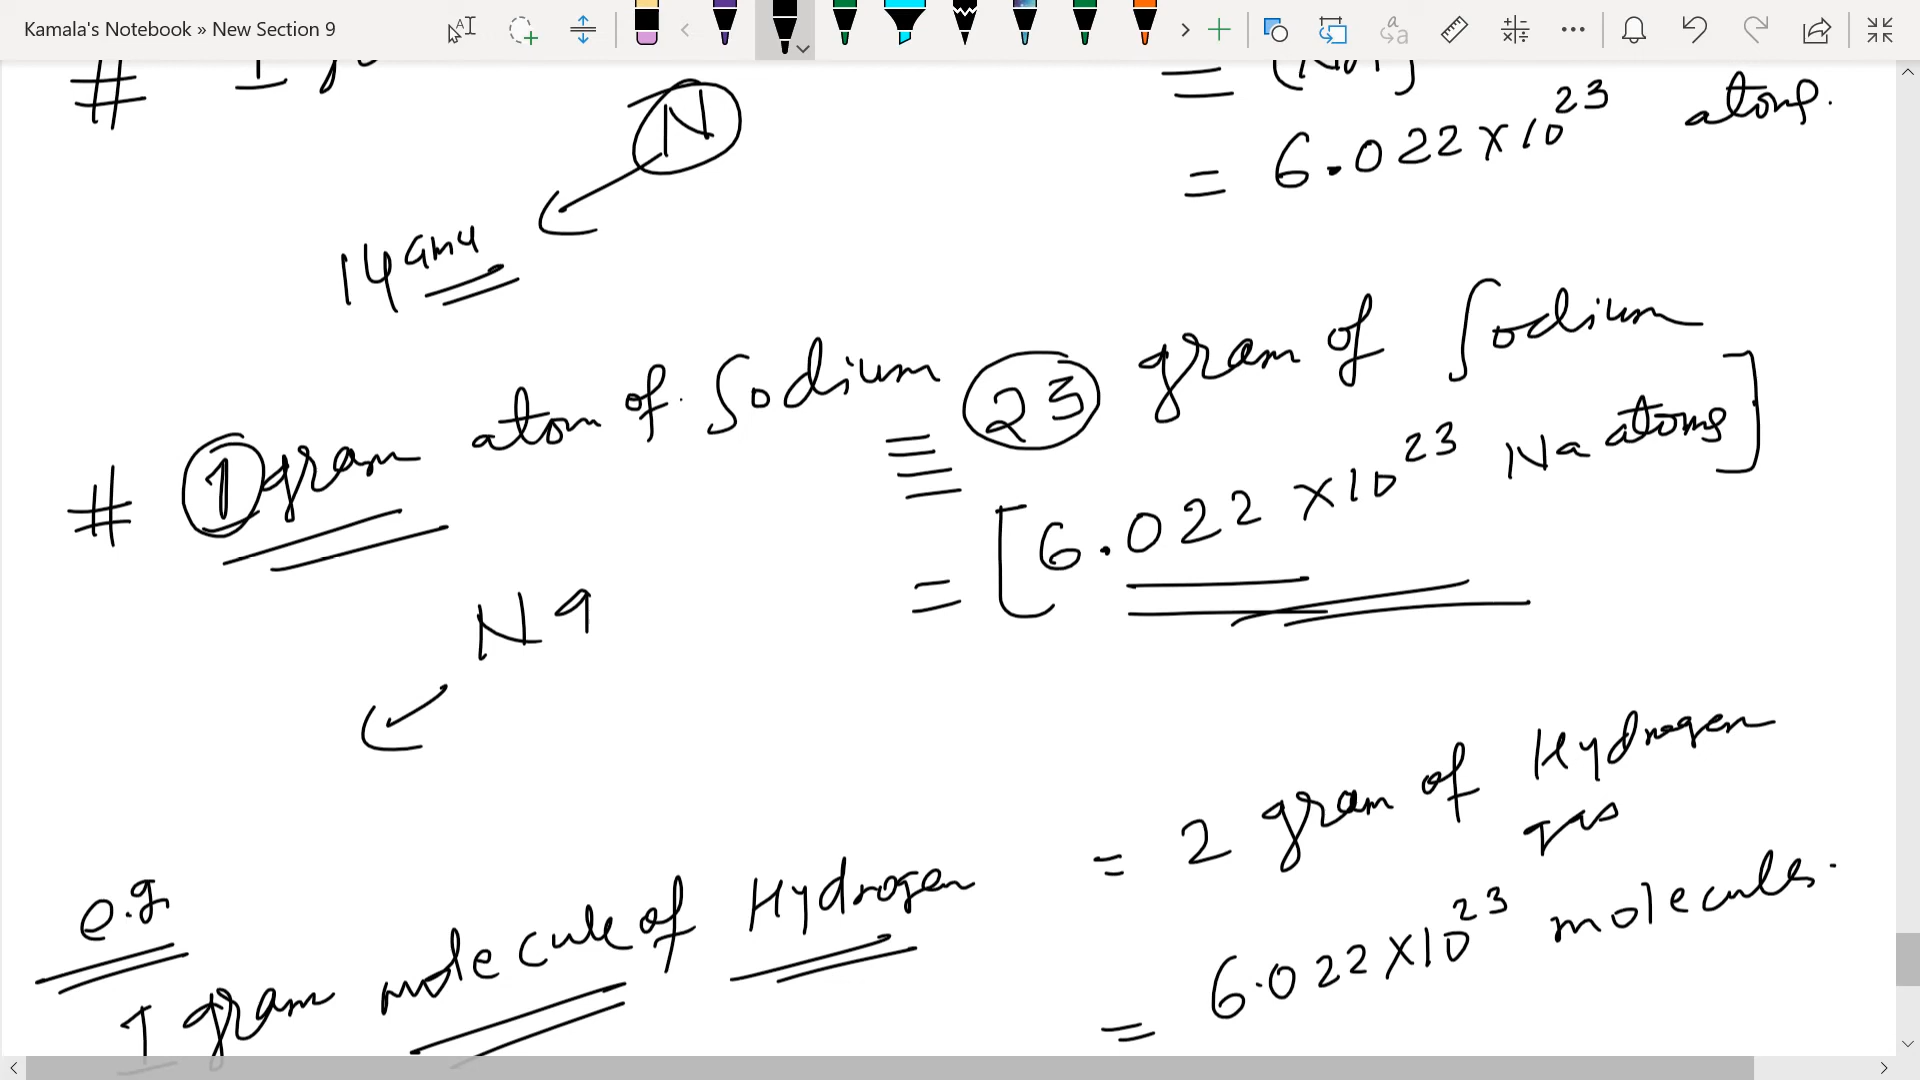 Kamala's Notebook » New Section 9
# 1
= (NA)
= 6.022 × 10^23 atoms.
N
14 amu
# 1 gram atom of Sodium ≡ 23 gram of Sodium
= [6.022 × 10^23 Na atoms]
Na
e.g.
1 gram molecule of Hydrogen = 2 gram of Hydrogen
gas
= 6.022 × 10^23 molecules.